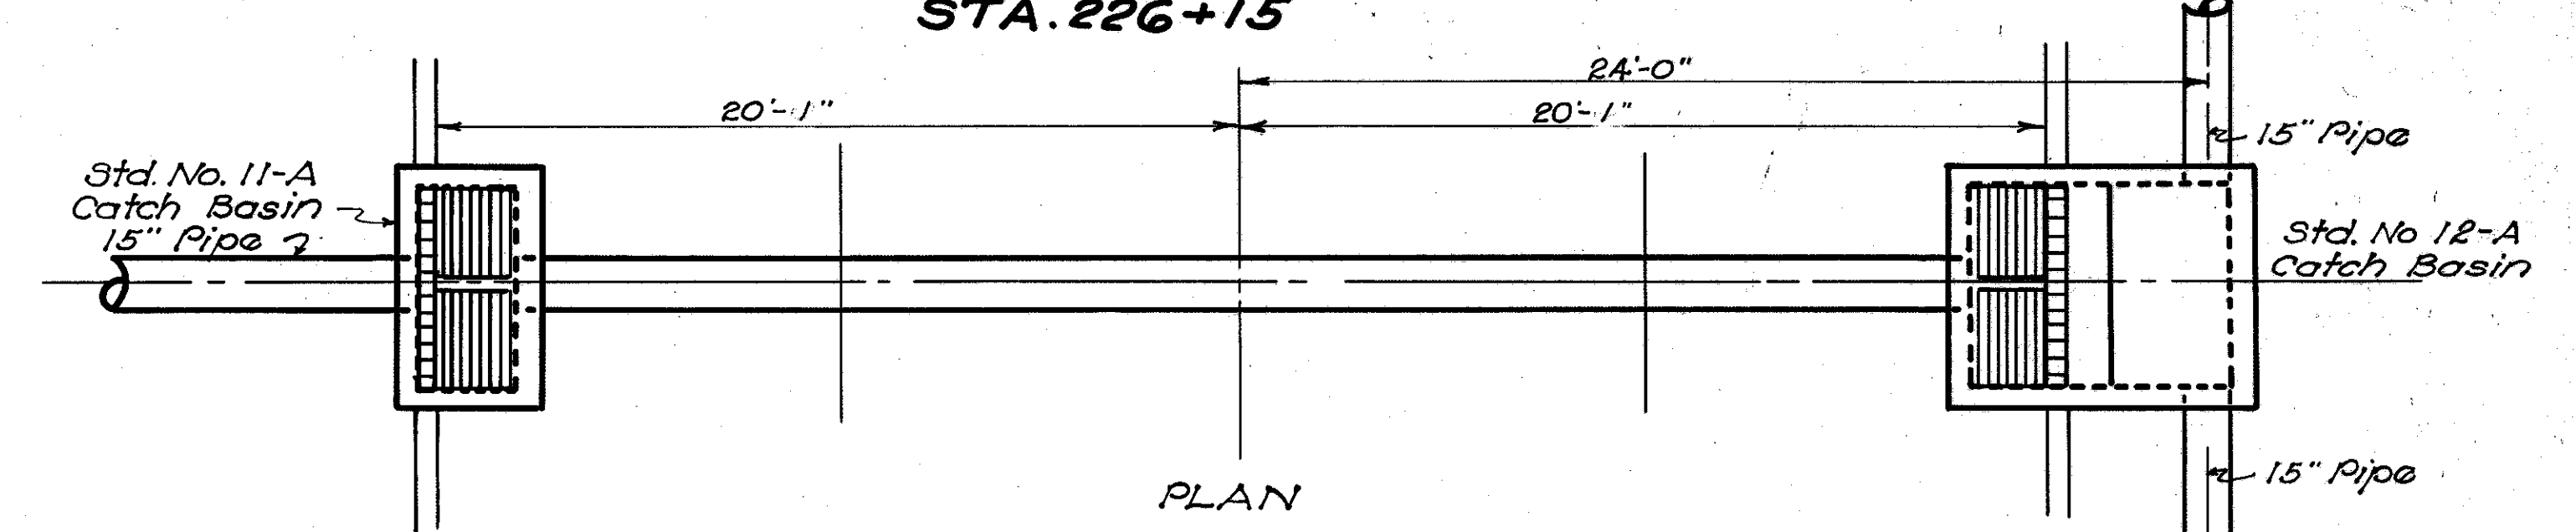 STA. 226+15
24'-0"
20'-1"
20'-1"
15" Pipe
Std. No. 11-A
Catch Basin
15" Pipe
Std. No 12-A
Catch Basin
15" Pipe
PLAN